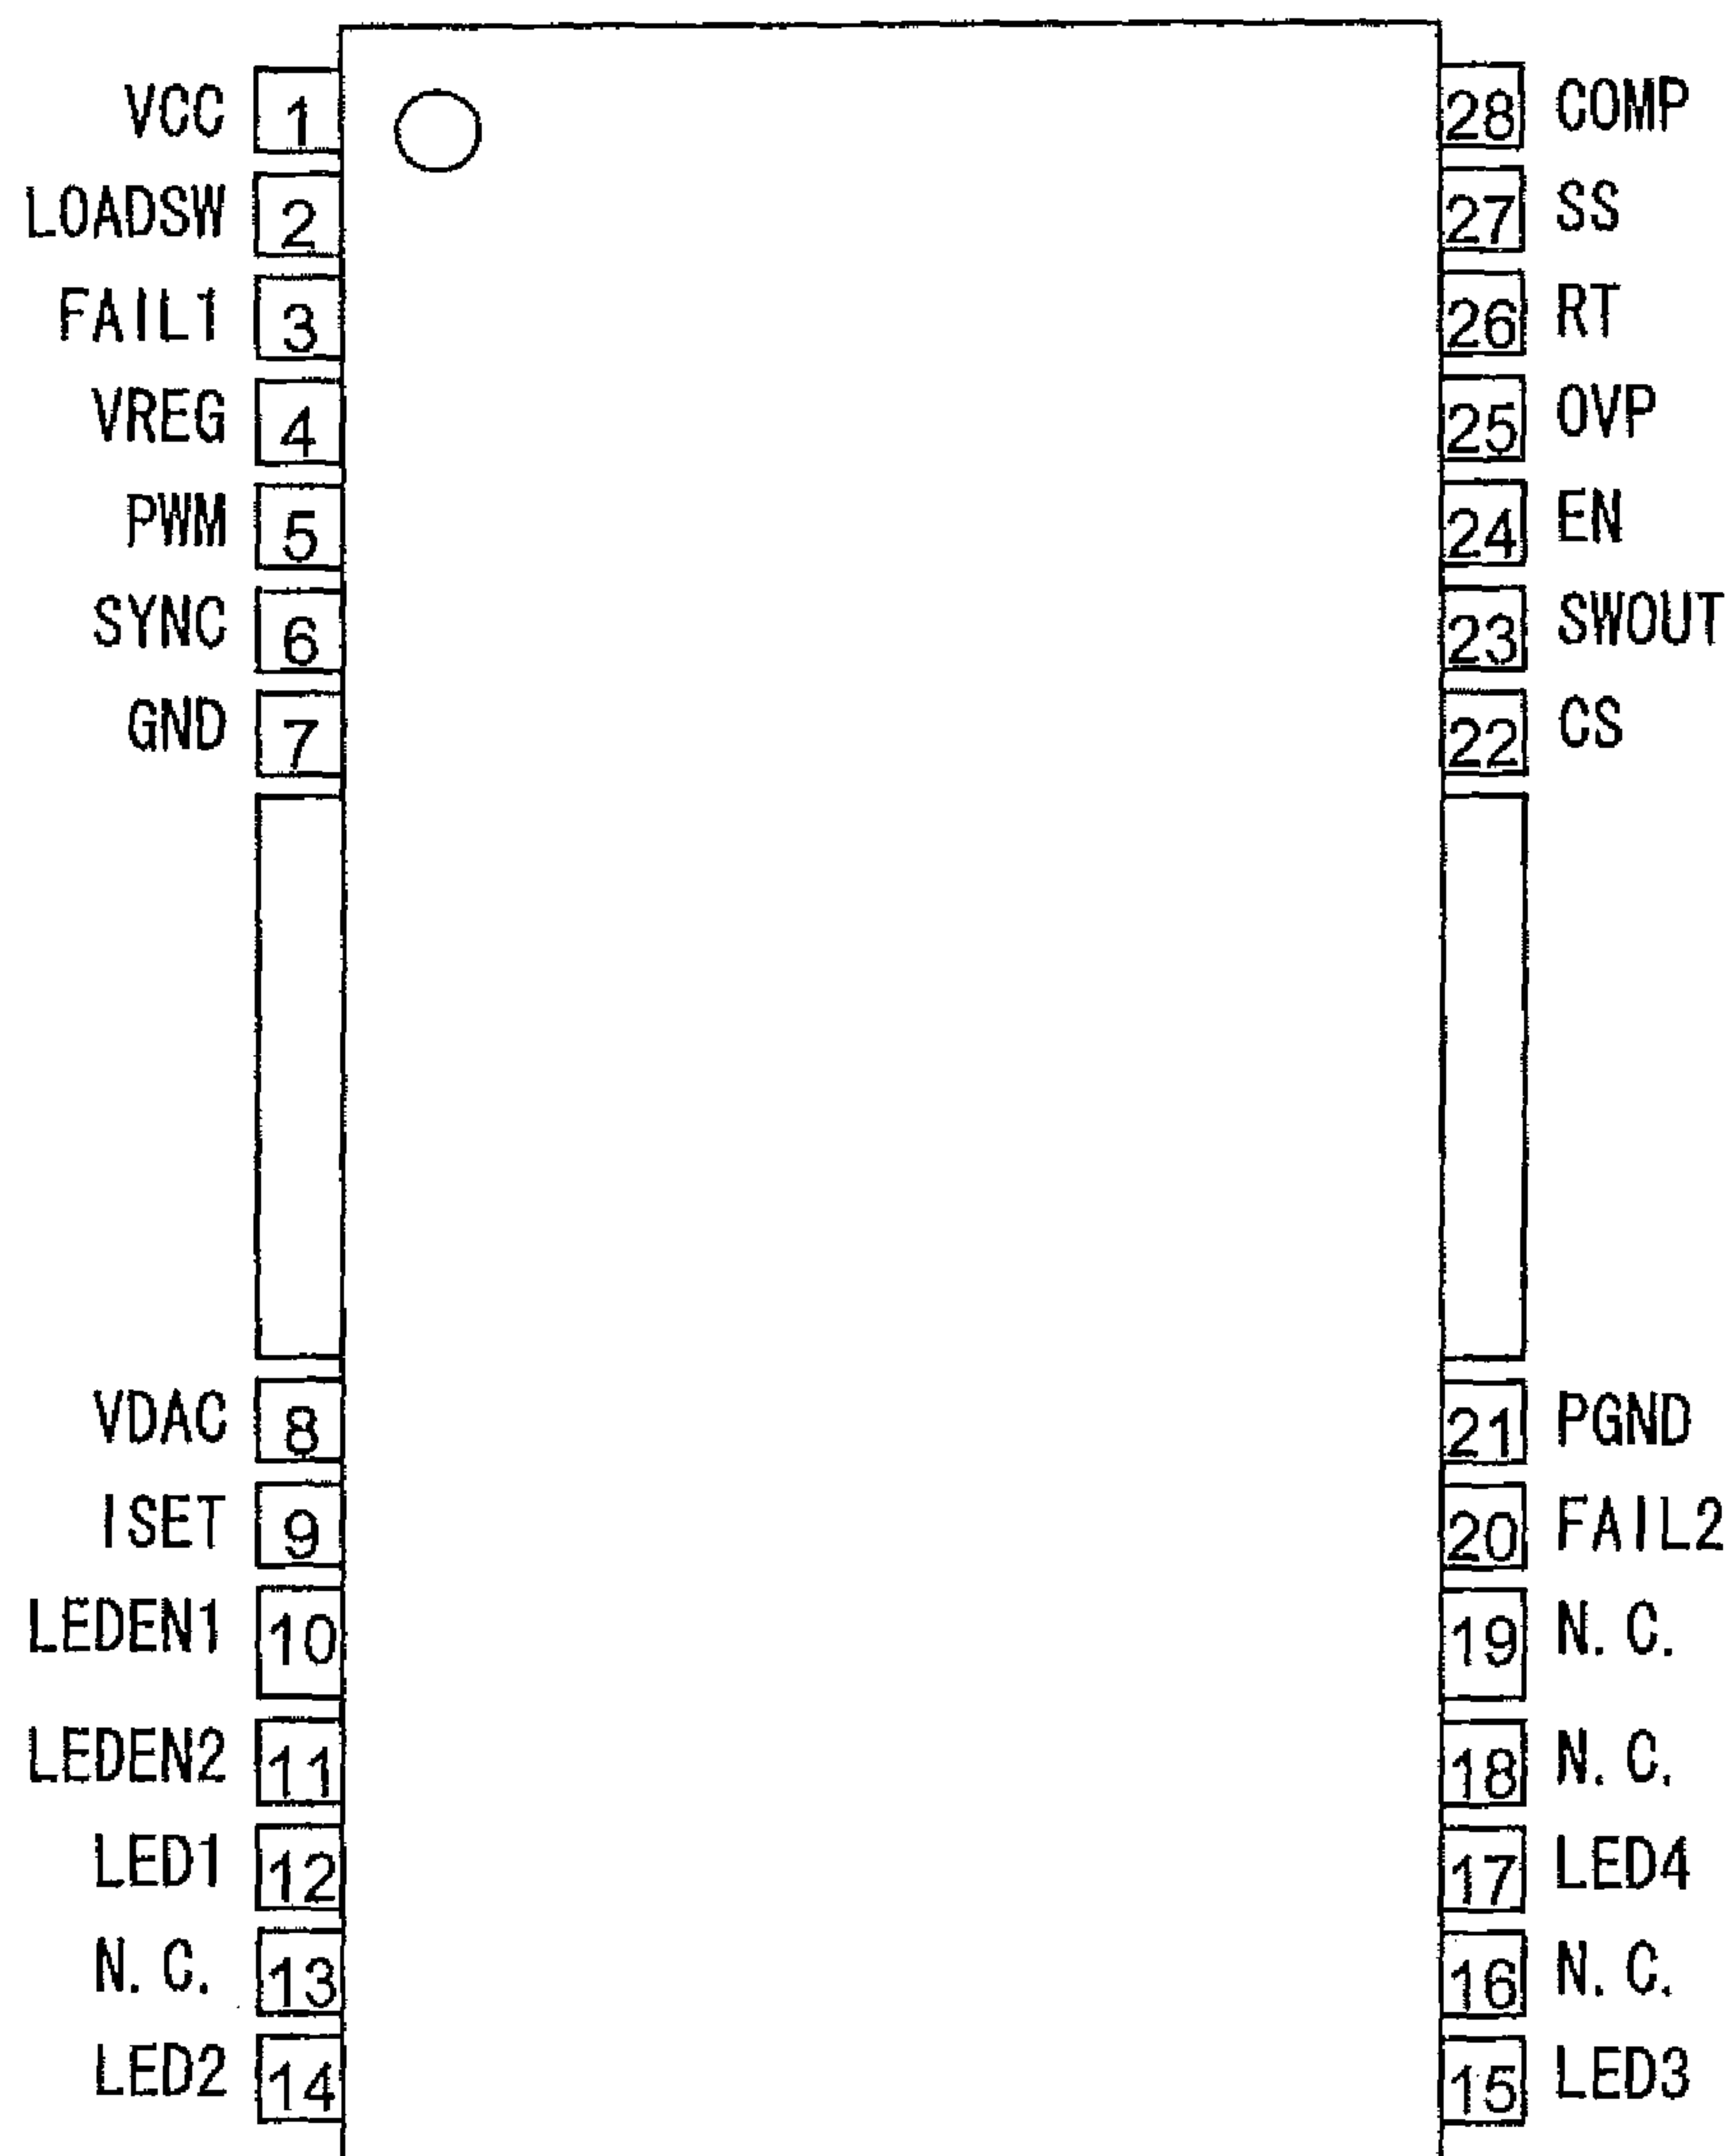 VCC 1 28 COMP
LOADSW 2 27 SS
FAIL1 3 26 RT
VREG 4 25 OVP
PWM 5 24 EN
SYNC 6 23 SWOUT
GND 7 22 CS
VDAC 8 21 PGND
ISET 9 20 FAIL2
LEDEN1 10 19 N.C.
LEDEN2 11 18 N.C.
LED1 12 17 LED4
N.C. 13 16 N.C.
LED2 14 15 LED3